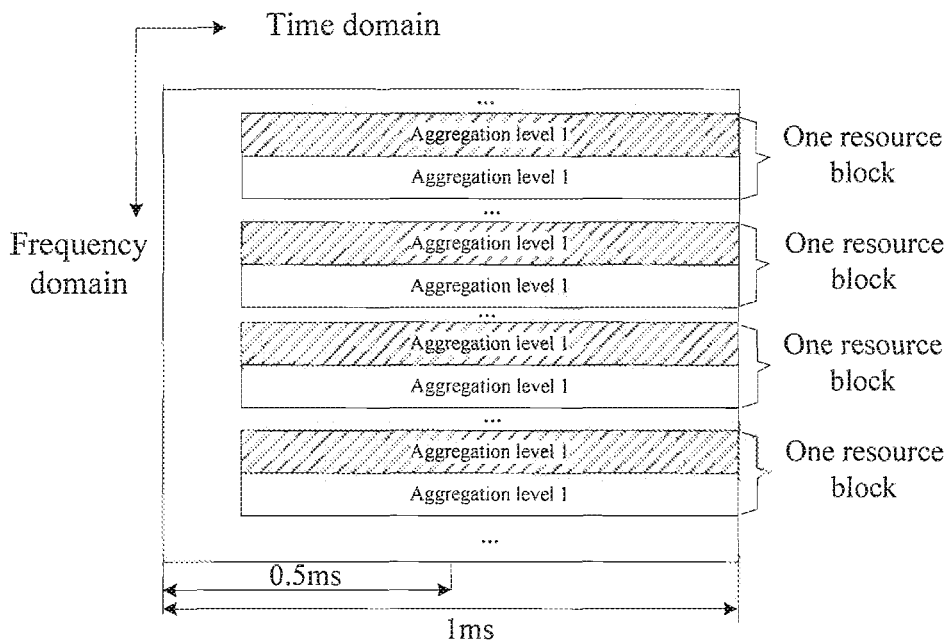 Time domain
Frequency
domain
...
Aggregation level 1
Aggregation level 1
One resource
block
...
Aggregation level 1
Aggregation level 1
One resource
block
...
Aggregation level 1
Aggregation level 1
One resource
block
...
Aggregation level 1
Aggregation level 1
One resource
block
...
0.5ms
1ms